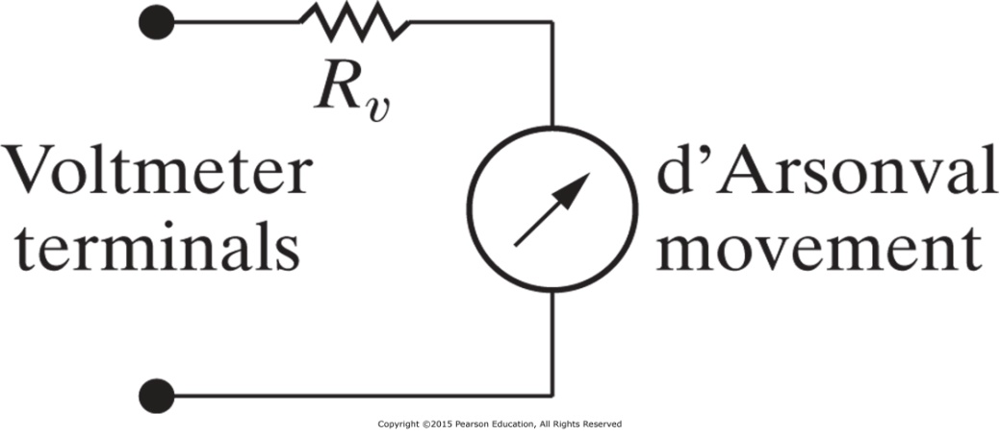 R_v
Voltmeter
terminals
d’Arsonval
movement
Copyright ©2015 Pearson Education, All Rights Reserved